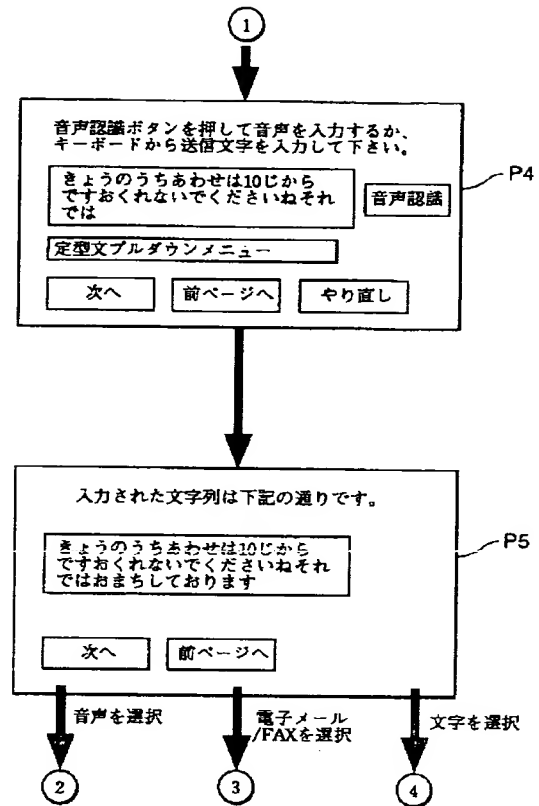 1
音声認識ボタンを押して音声を入力するか、
キーボードから送信文字を入力して下さい。
きょうのうちあわせは10じから
ですおくれないでくださいねそれ
では
音声認識
P4
定型文プルダウンメニュー
次へ
前ページへ
やり直し
入力された文字列は下記の通りです。
P5
きょうのうちあわせは10じから
ですおくれないでくださいねそれ
ではおまちしております
次へ
前ページへ
音声を選択
電子メール
/FAXを選択
文字を選択
2
3
4